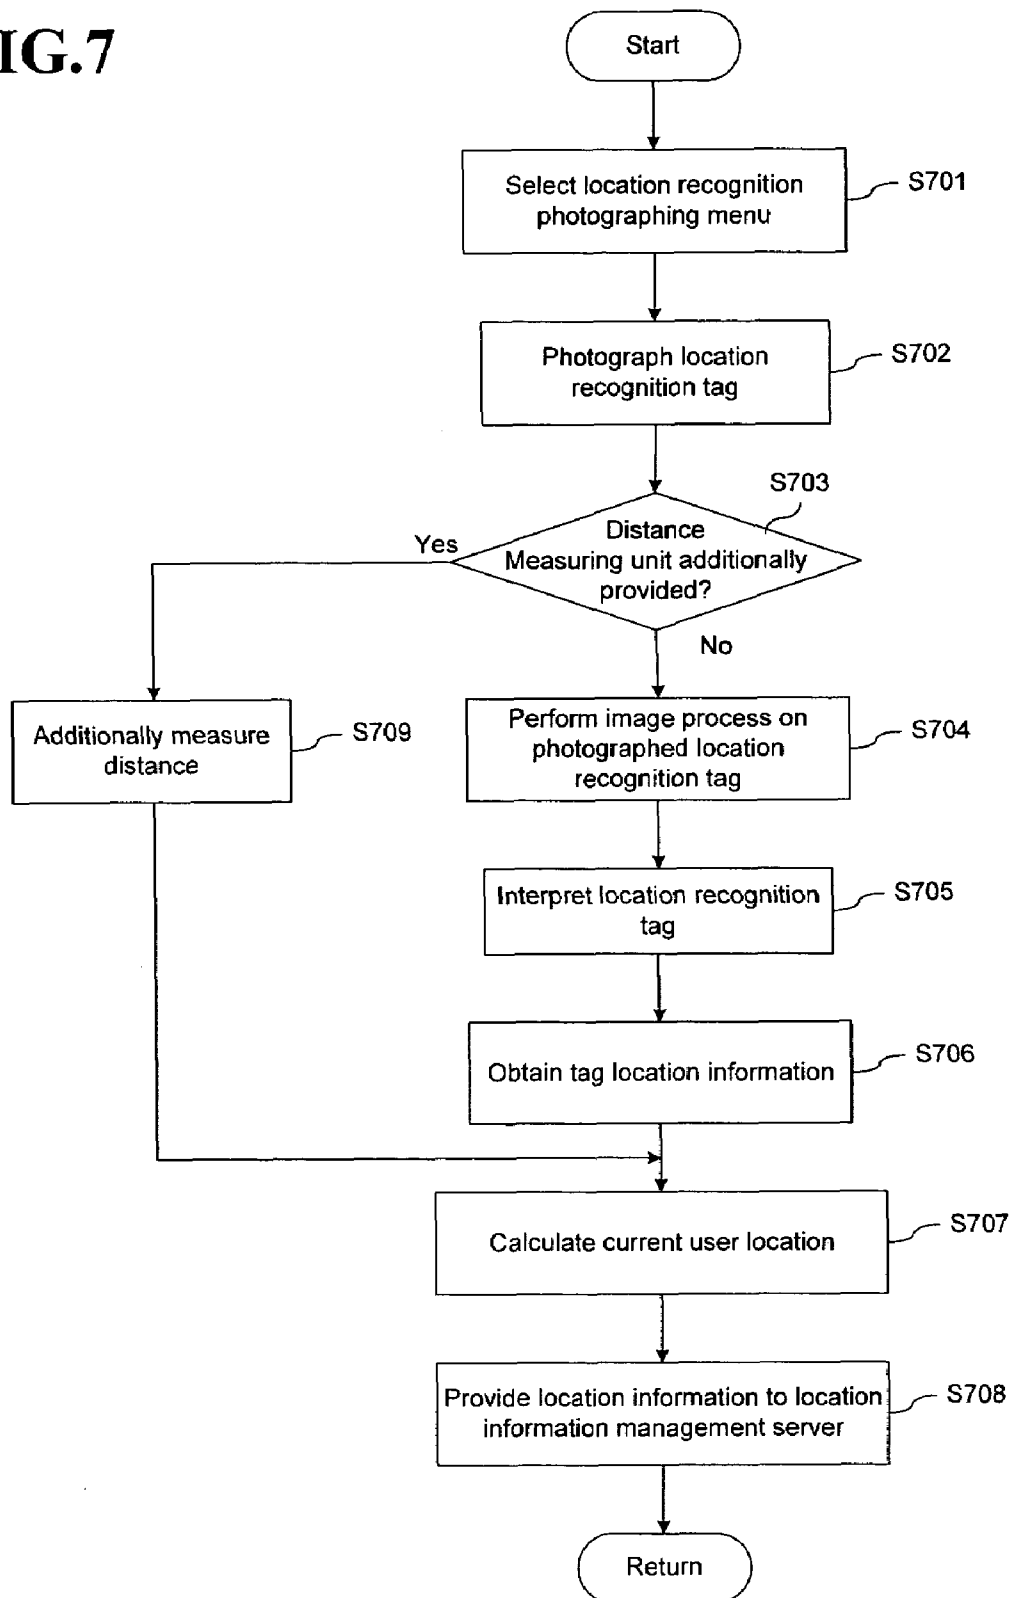 IG.7
Start
Select location recognition
photographing menu
S701
Photograph location
recognition tag
S702
S703
Distance
Measuring unit additionally
provided?
Yes
No
Additionally measure
distance
S709
Perform image process on
photographed location
recognition tag
S704
Interpret location recognition
tag
S705
Obtain tag location information
S706
Calculate current user location
S707
Provide location information to location
information management server
S708
Return